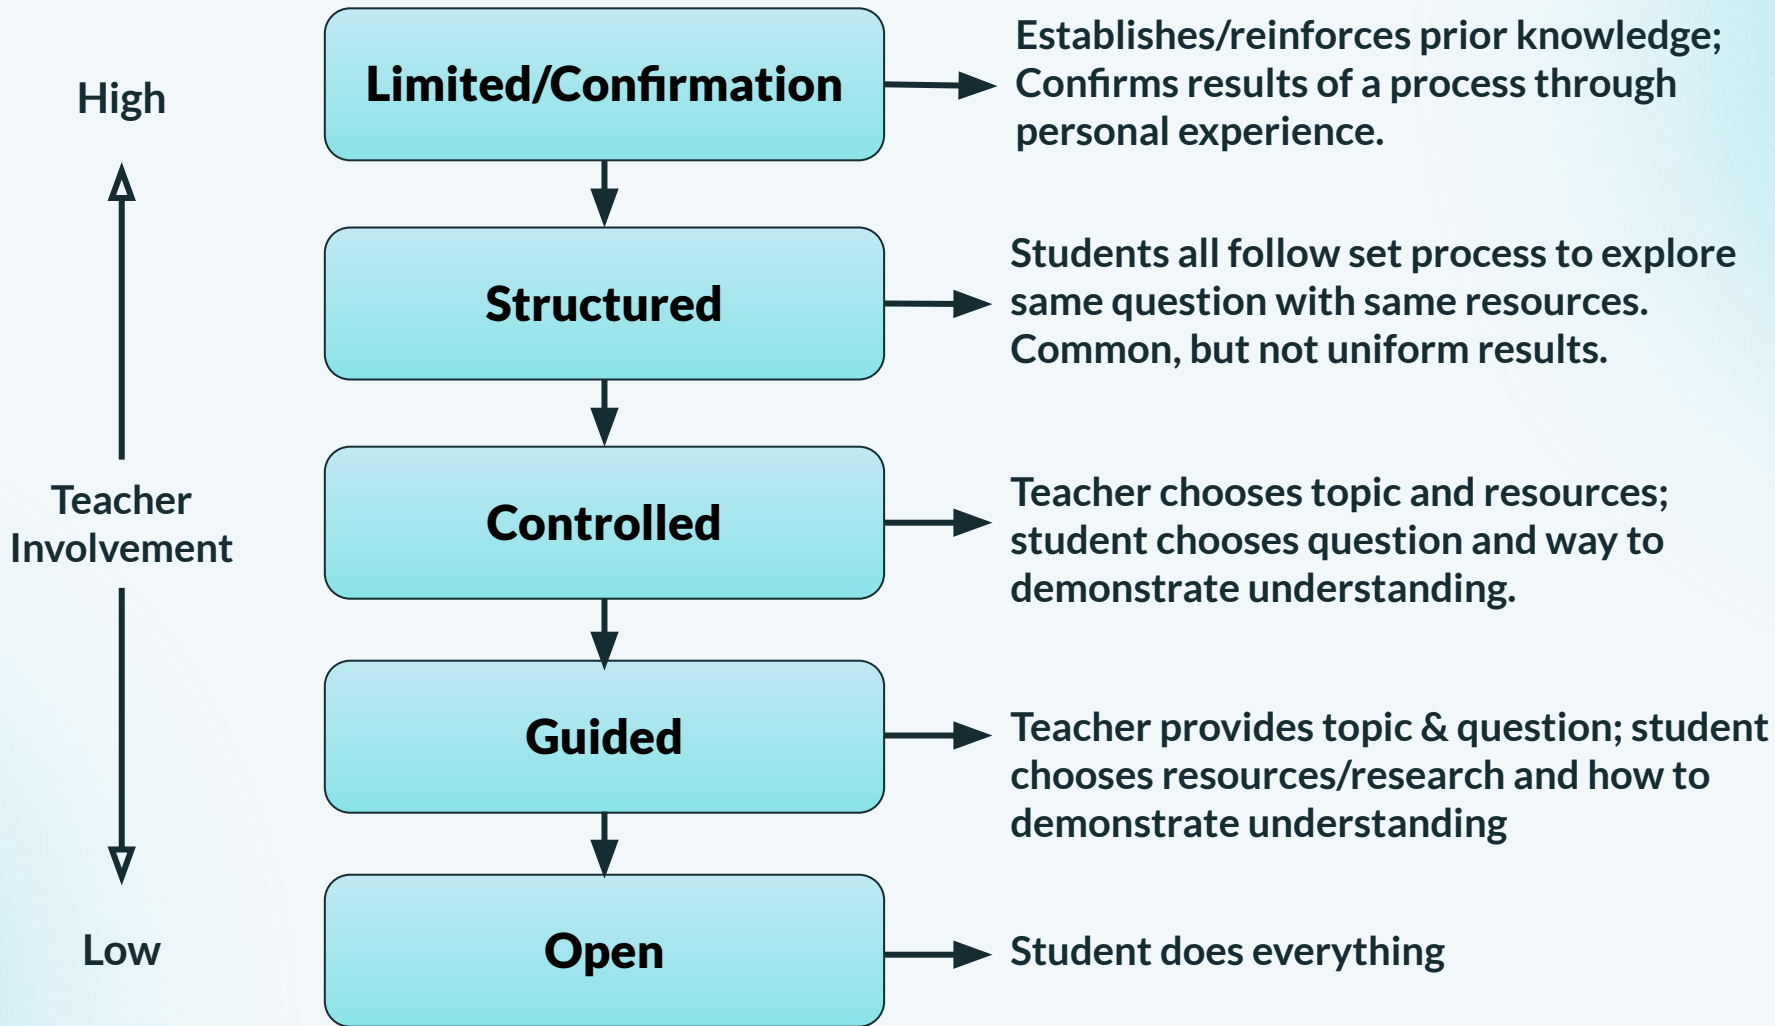 High
Teacher
Involvement
Low
Limited/Confirmation
Establishes/reinforces prior knowledge;
Confirms results of a process through
personal experience.
Structured
Students all follow set process to explore
same question with same resources.
Common, but not uniform results.
Controlled
Teacher chooses topic and resources;
student chooses question and way to
demonstrate understanding.
Guided
Teacher provides topic & question; student
chooses resources/research and how to
demonstrate understanding
Open
Student does everything